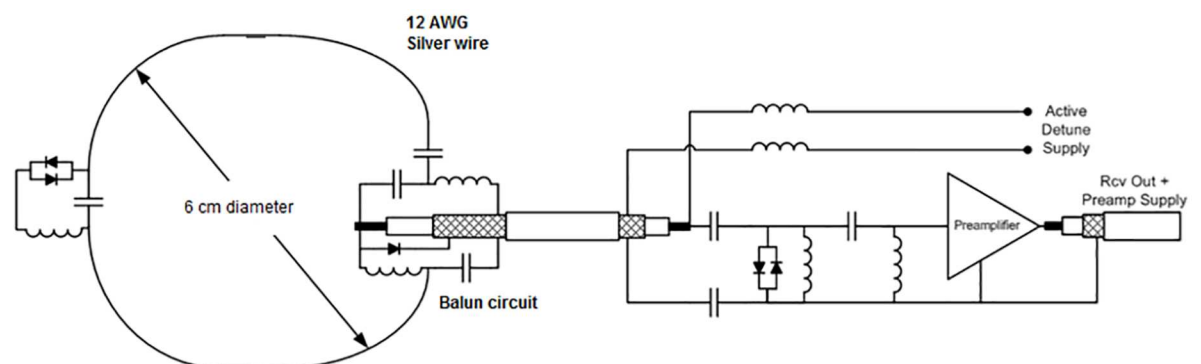 12 AWG
Silver wire
6 cm diameter
Balun circuit
Active
Detune
Supply
Rcv Out +
Preamp Supply
Preamplifier